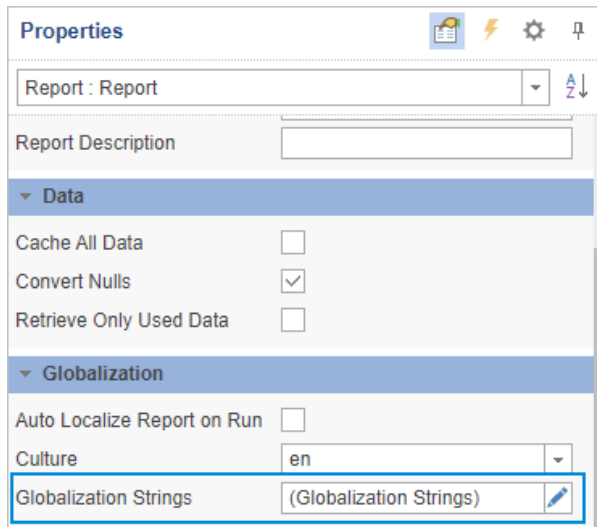 Properties
Report : Report
Report Description
Data
Cache All Data
Convert Nulls
Retrieve Only Used Data
Globalization
Auto Localize Report on Run
Culture en
Globalization Strings (Globalization Strings)